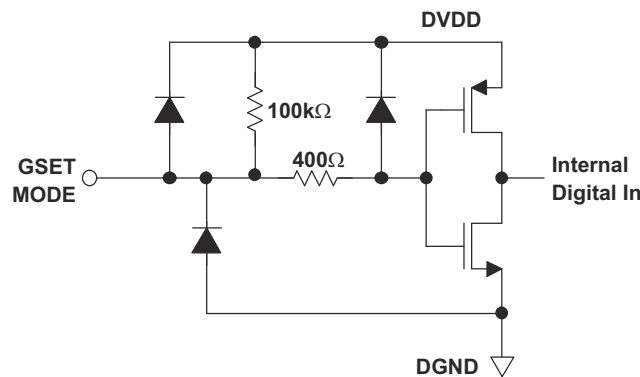 DVDD
100kΩ
400Ω
GSET
MODE
Internal
Digital In
DGND